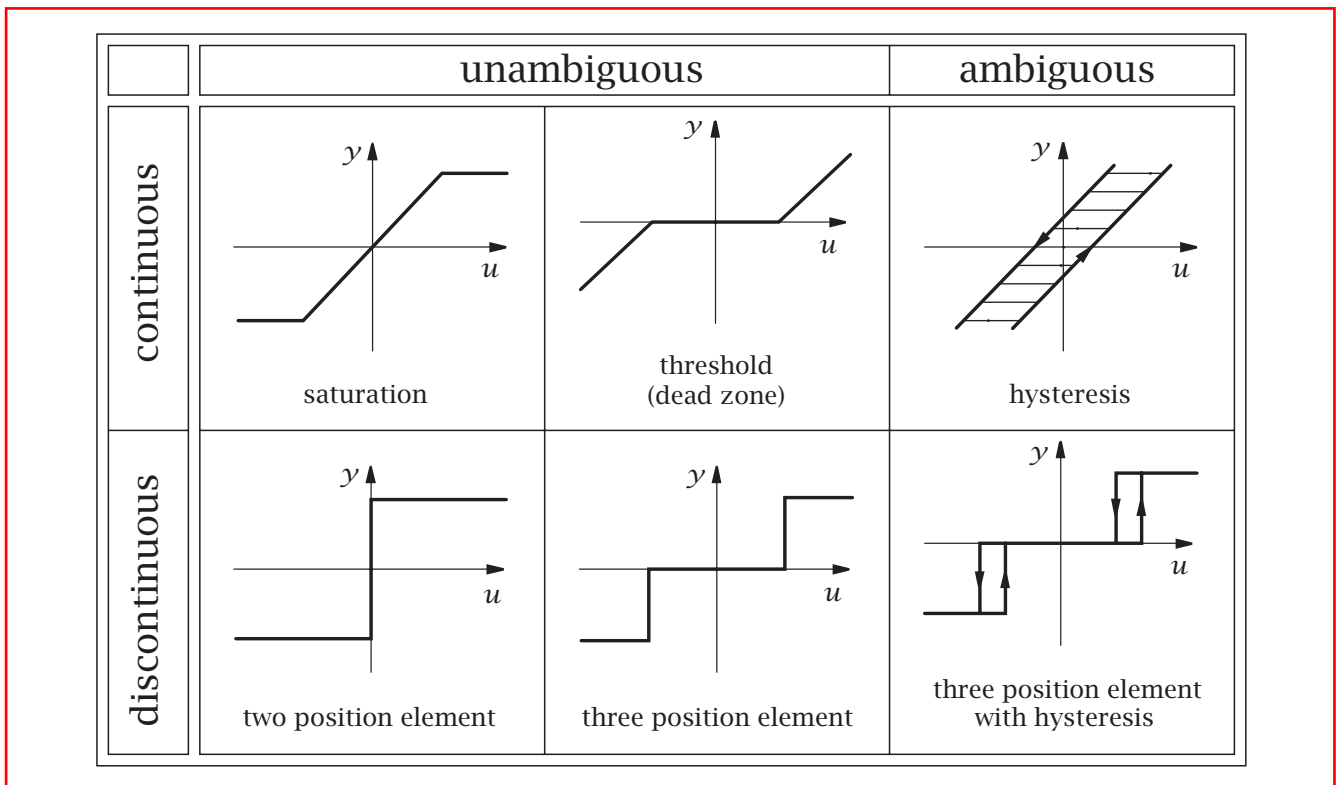 unambiguous
ambiguous
continuous
y
u
saturation
y
u
threshold
(dead zone)
y
u
hysteresis
discontinuous
y
u
two position element
y
u
three position element
y
u
three position element
with hysteresis